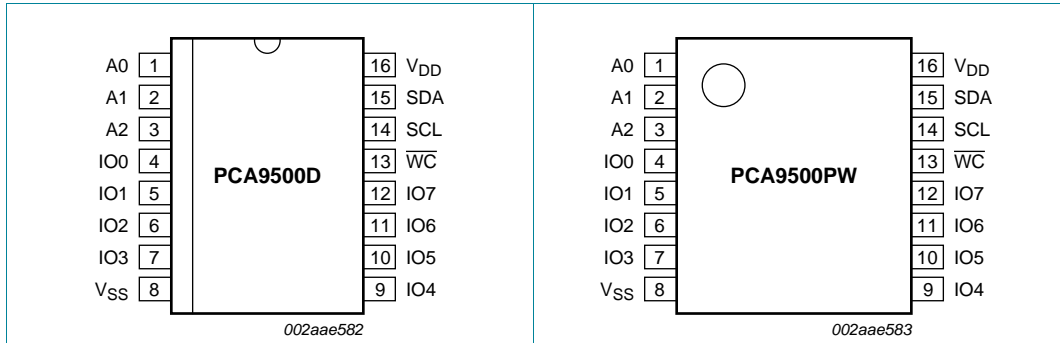 A0 1
A1 2
A2 3
IO0 4
IO1 5
IO2 6
IO3 7
VSS 8
PCA9500D
16 VDD
15 SDA
14 SCL
13 WC
12 IO7
11 IO6
10 IO5
9 IO4
002aae582
A0 1
A1 2
A2 3
IO0 4
IO1 5
IO2 6
IO3 7
VSS 8
PCA9500PW
16 VDD
15 SDA
14 SCL
13 WC
12 IO7
11 IO6
10 IO5
9 IO4
002aae583